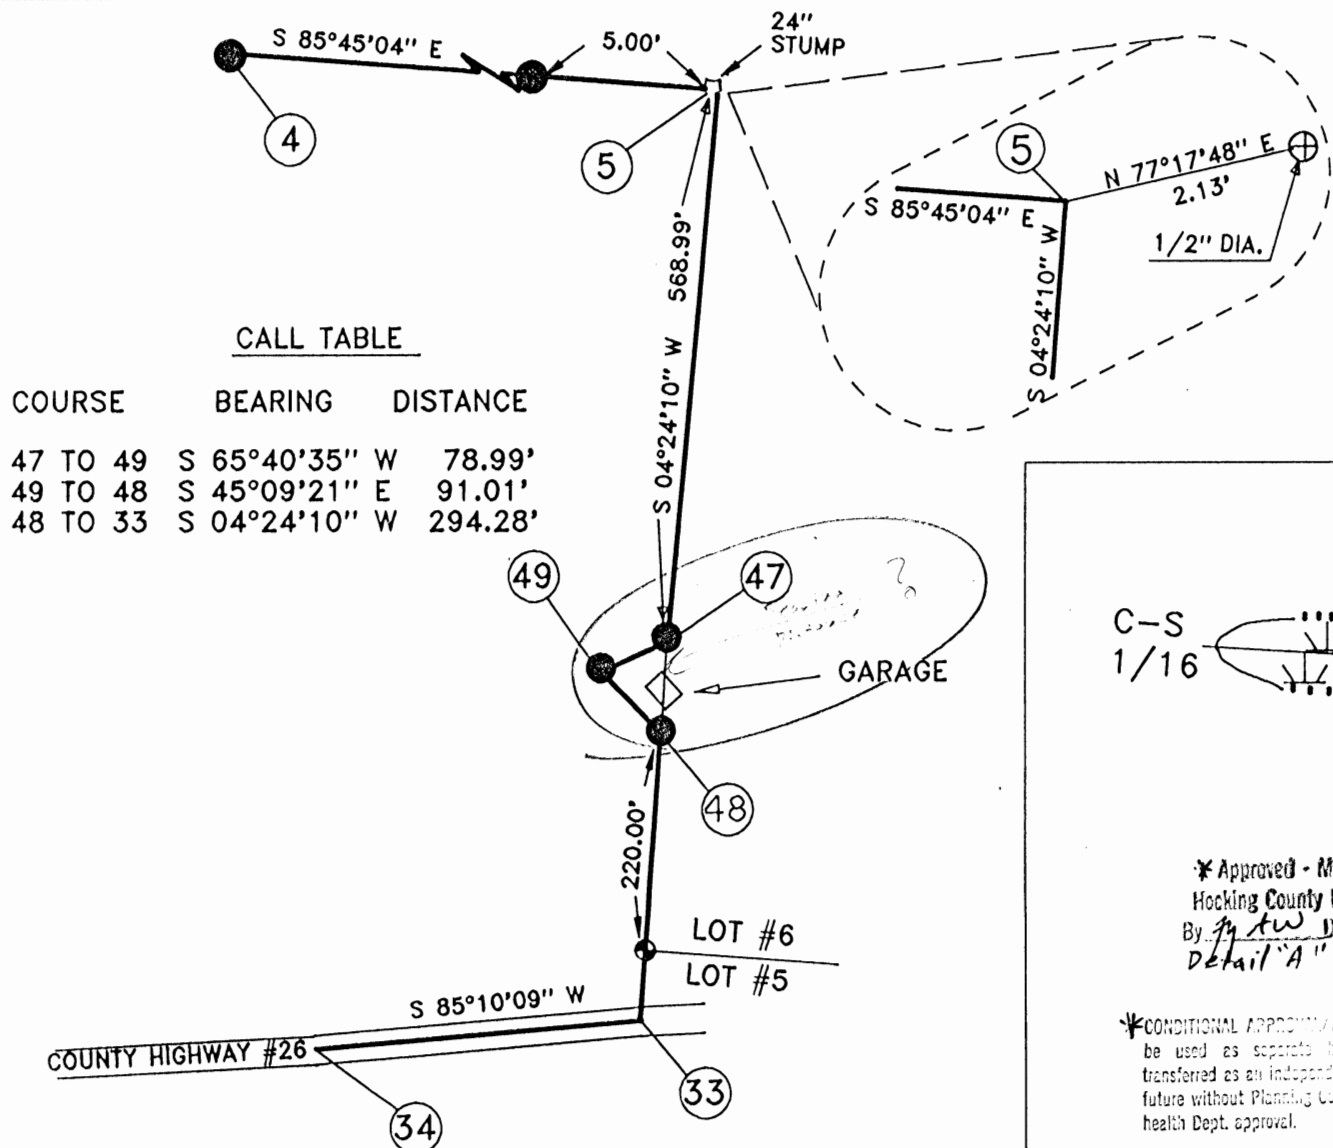 S 85°45'04" E
5.00'
24"
STUMP
4
5
5
N 77°17'48" E
2.13'
S 85°45'04" E
1/2" DIA.
S 04°24'10" W
568.99'
S 04°24'10" W
CALL TABLE
COURSE BEARING DISTANCE
47 TO 49 S 65°40'35" W 78.99'
49 TO 48 S 45°09'21" E 91.01'
48 TO 33 S 04°24'10" W 294.28'
49
47
?
GARAGE
C-S
1/16
48
220.00'
LOT #6
LOT #5
S 85°10'09" W
COUNTY HIGHWAY #26
33
34
* Approved - M
Hocking County
By
Detail "A"
*CONDITIONAL
be used as separate
transferred as an
future without Planning
health Dept. approval.